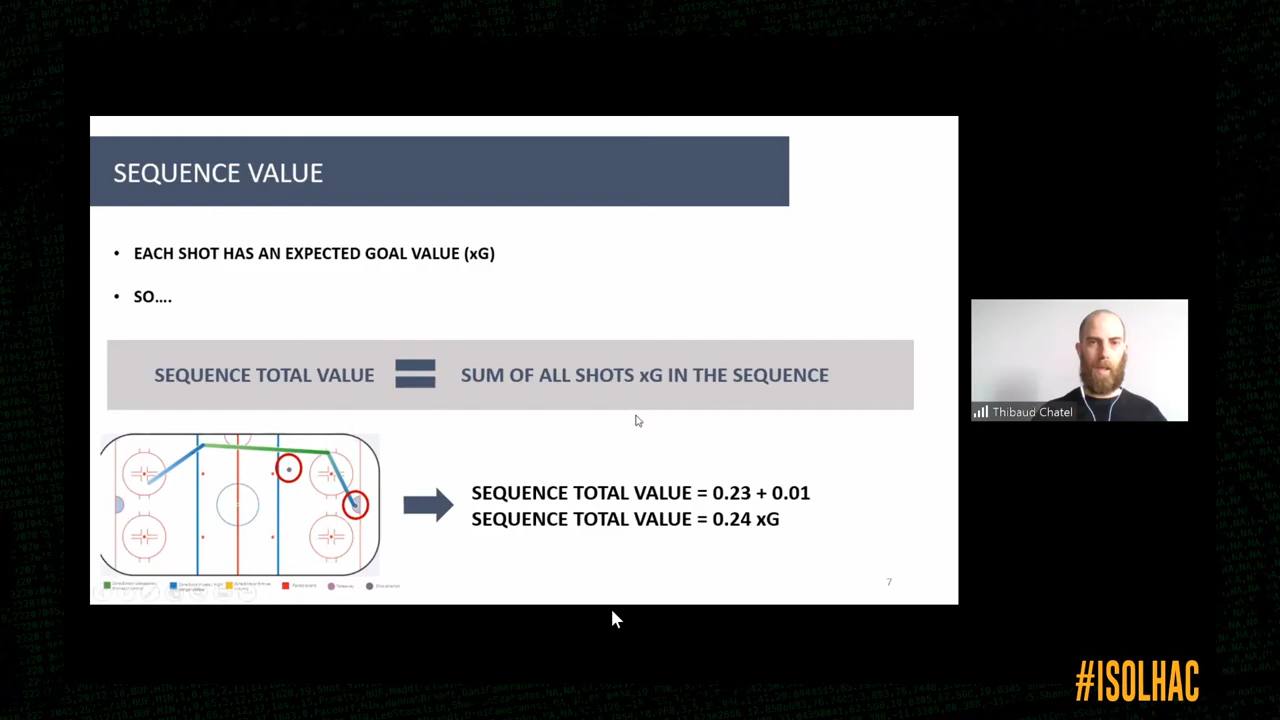 SEQUENCE VALUE
• EACH SHOT HAS AN EXPECTED GOAL VALUE (xG)
• SO....
SEQUENCE TOTAL VALUE = SUM OF ALL SHOTS xG IN THE SEQUENCE
SEQUENCE TOTAL VALUE = 0.23 + 0.01
SEQUENCE TOTAL VALUE = 0.24 xG
7
Thibaud Chatel
#ISOLHAC